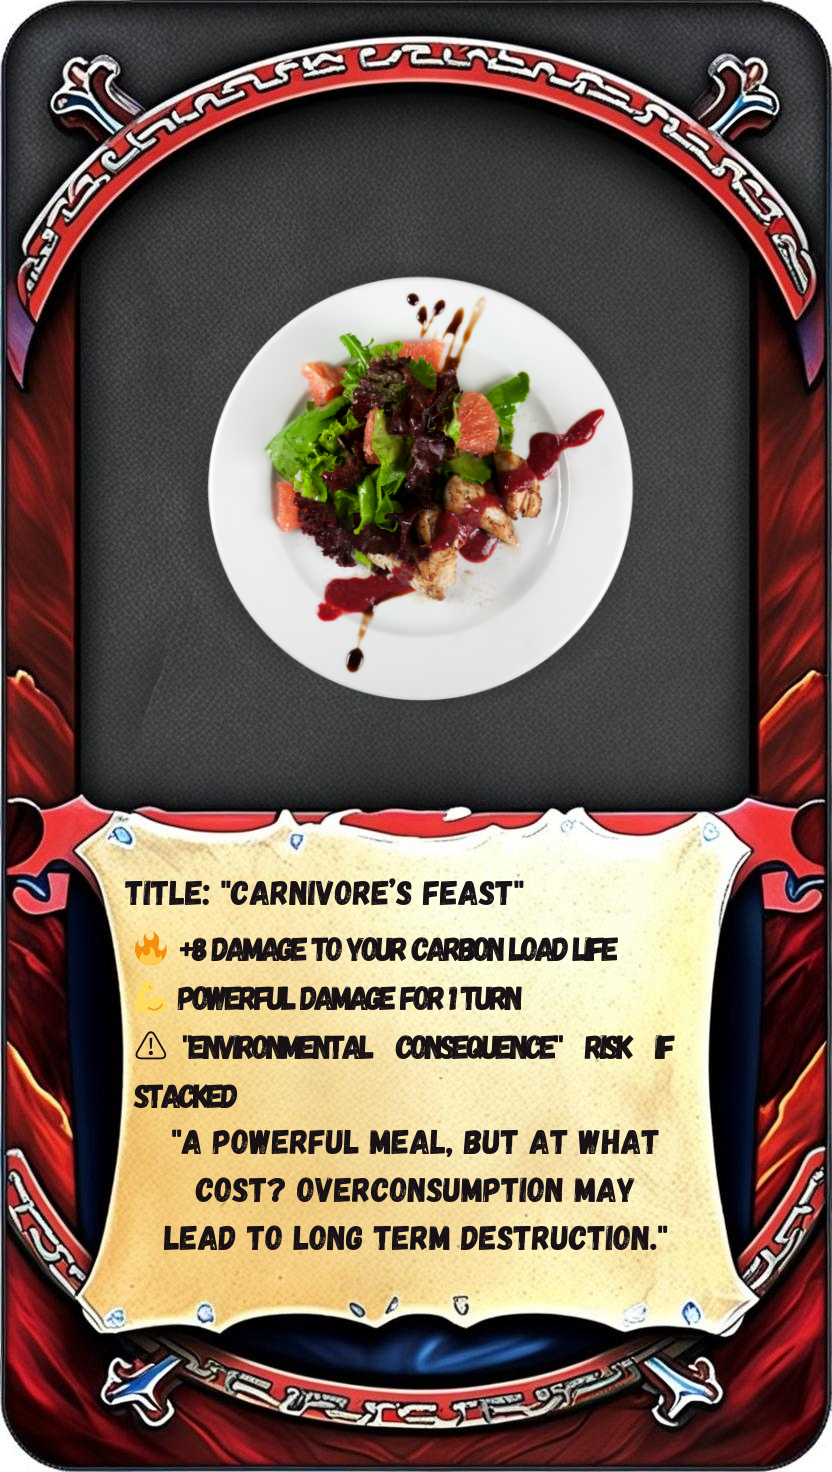 TITLE: "CARNIVORE’S FEAST"
🔥 +8 DAMAGE TO YOUR CARBON LOAD LIFE
💪 POWERFUL DAMAGE FOR 1 TURN
⚠ "ENVIRONMENTAL CONSEQUENCE" RISK IF
STACKED
"A POWERFUL MEAL, BUT AT WHAT
COST? OVERCONSUMPTION MAY
LEAD TO LONG TERM DESTRUCTION."